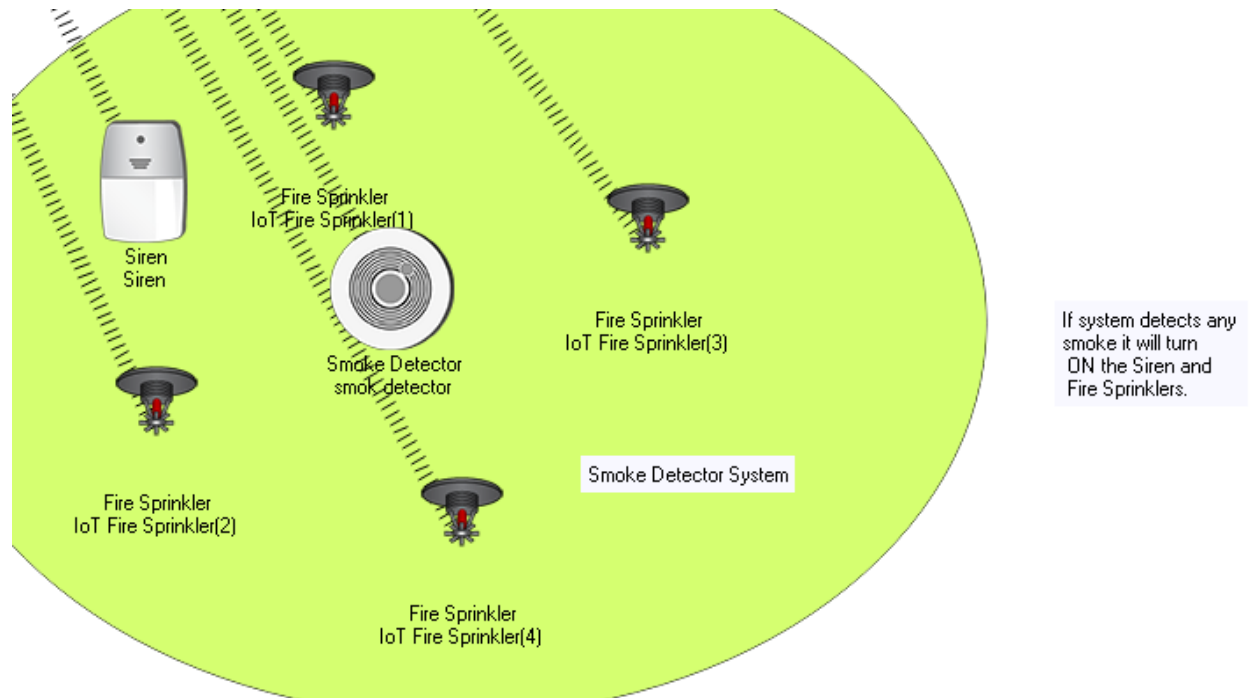 Fire Sprinkler
IoT Fire Sprinkler(1)
Siren
Siren
Fire Sprinkler
IoT Fire Sprinkler(3)
If system detects any
smoke it will turn
ON the Siren and
Fire Sprinklers.
Smoke Detector
smok detector
Smoke Detector System
Fire Sprinkler
IoT Fire Sprinkler(2)
Fire Sprinkler
IoT Fire Sprinkler(4)